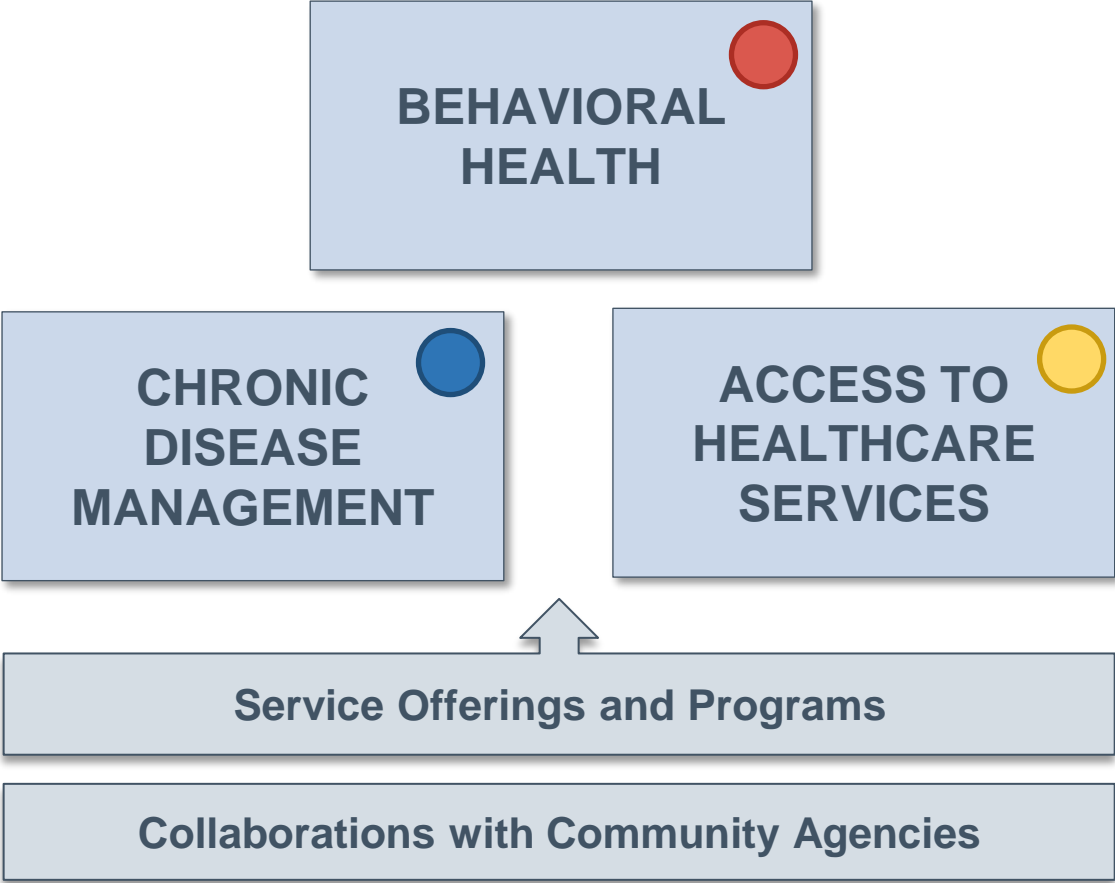 BEHAVIORAL
HEALTH
CHRONIC
DISEASE
MANAGEMENT
ACCESS TO
HEALTHCARE
SERVICES
Service Offerings and Programs
Collaborations with Community Agencies